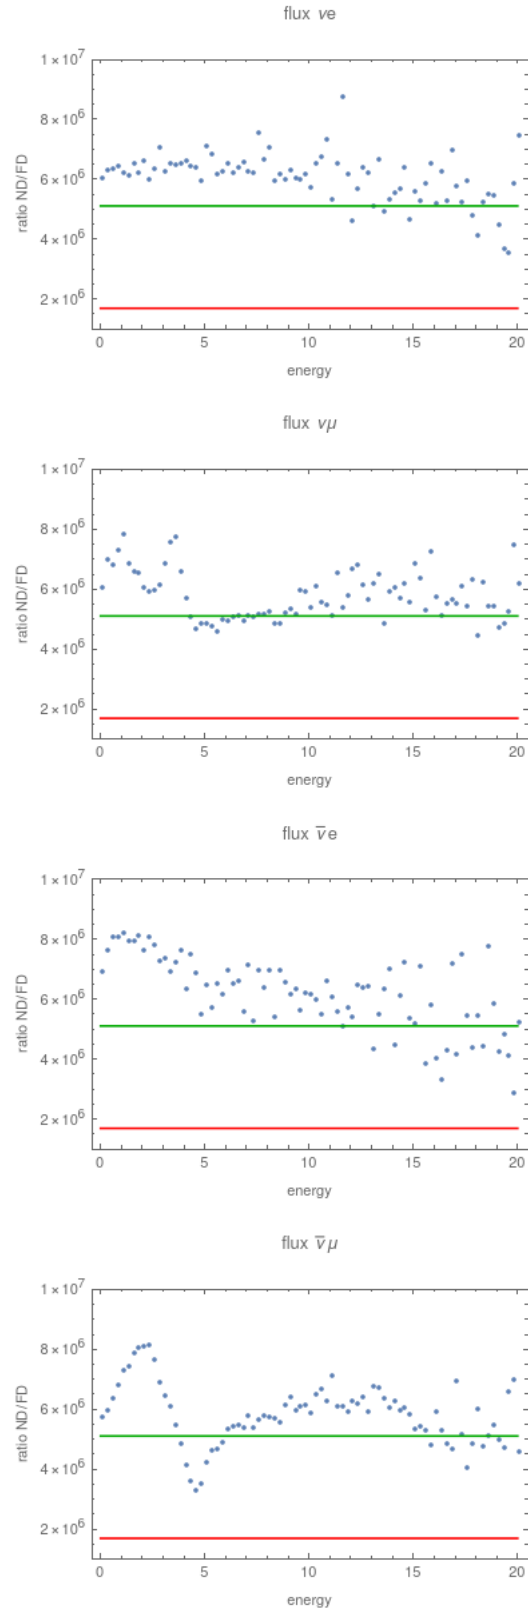 flux νe
1×10⁷
8×10⁶
6×10⁶
4×10⁶
2×10⁶
ratio ND/FD
0 5 10 15 20
energy
flux νμ
1×10⁷
8×10⁶
6×10⁶
4×10⁶
2×10⁶
ratio ND/FD
0 5 10 15 20
energy
flux ν̅e
1×10⁷
8×10⁶
6×10⁶
4×10⁶
2×10⁶
ratio ND/FD
0 5 10 15 20
energy
flux ν̅μ
1×10⁷
8×10⁶
6×10⁶
4×10⁶
2×10⁶
ratio ND/FD
0 5 10 15 20
energy